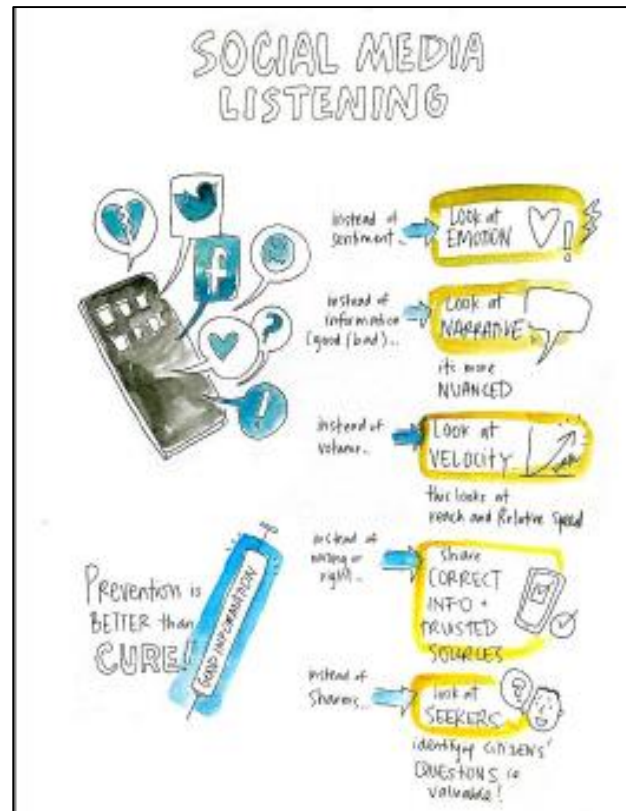 SOCIAL MEDIA
LISTENING
instead of
sentiment...
Look at
EMOTION
!
instead of
information
(good/bad)...
Look at
NARRATIVE
its more
NUANCED
instead of
volume...
Look at
VELOCITY
this looks at
reach and Relative Speed
instead of
wrong or
right...
share
CORRECT
INFO +
TRUSTED
SOURCES
instead of
Sharers...
look at
SEEKERS
?
identifying CITIZENS'
QUESTIONS is
valuable!
f
?
!
Prevention is
BETTER than
CURE!
GOOD INFORMATION